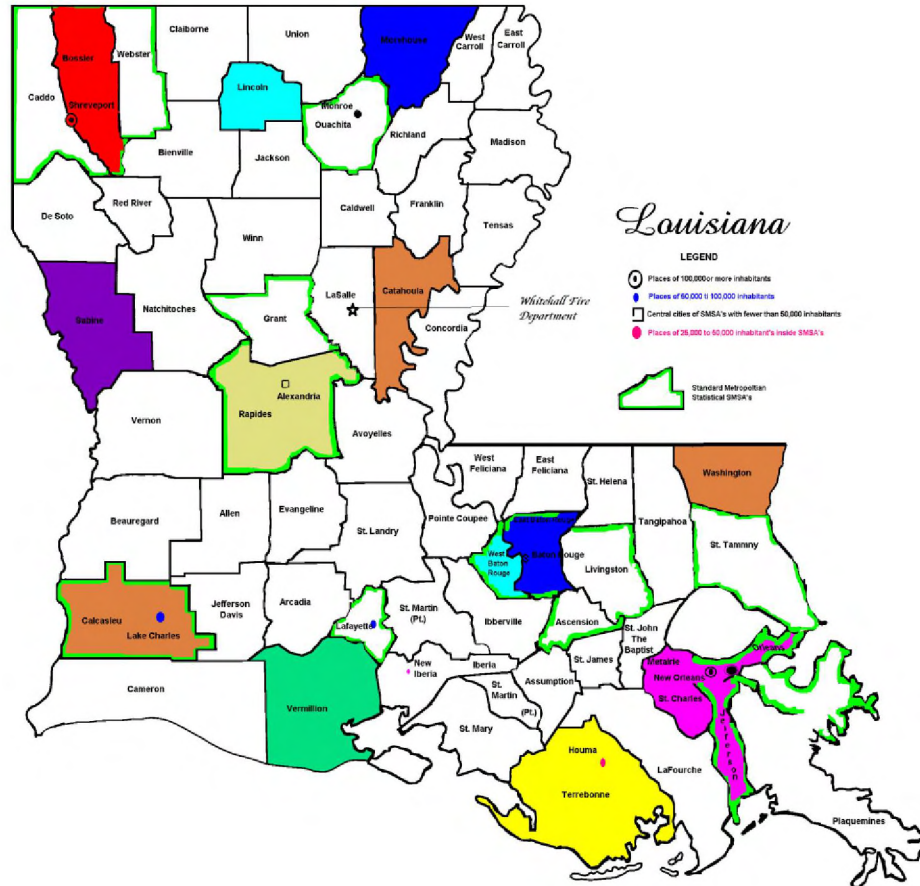 Claiborne
Union
Morehouse
West
Carroll
East
Carroll
Bossier
Webster
Lincoln
Caddo
Shreveport
Monroe
Ouachita
Richland
Madison
Bienville
Jackson
De Soto
Red River
Caldwell
Franklin
Tensas
Winn
Louisiana
LEGEND
Places of 100,000or more inhabitants
Places of 60,000 ti 100,000 inhabitants
Central cities of SMSA's with fewer than 50,000 inhabitants
Places of 25,000 to 50,000 inhabitant's inside SMSA's
Standard Metropoltian
Statistical SMSA's
Sabine
Natchitoches
Grant
LaSalle
Catahoula
Whitehall Fire
Department
Concordia
Vernon
Rapides
Alexandria
Avoyelles
West
Feliciana
East
Feliciana
St. Helena
Washington
Beauregard
Allen
Evangeline
St. Landry
Pointe Coupee
Tangipahoa
St. Tammny
West
Baton
Rouge
Baton Rouge
Livingston
Calcasieu
Lake Charles
Jefferson
Davis
Arcadia
Lafayette
St. Martin
(Pt.)
Ibberville
Ascension
St. John
The
Baptist
Orleans
Metairie
New Orleans
St. Charles
Jefferson
Cameron
Vermillion
New
Iberia
Iberia
St.
Martin
(Pt.)
Assumption
St. James
St. Mary
Houma
Terrebonne
LaFourche
Plaquemines